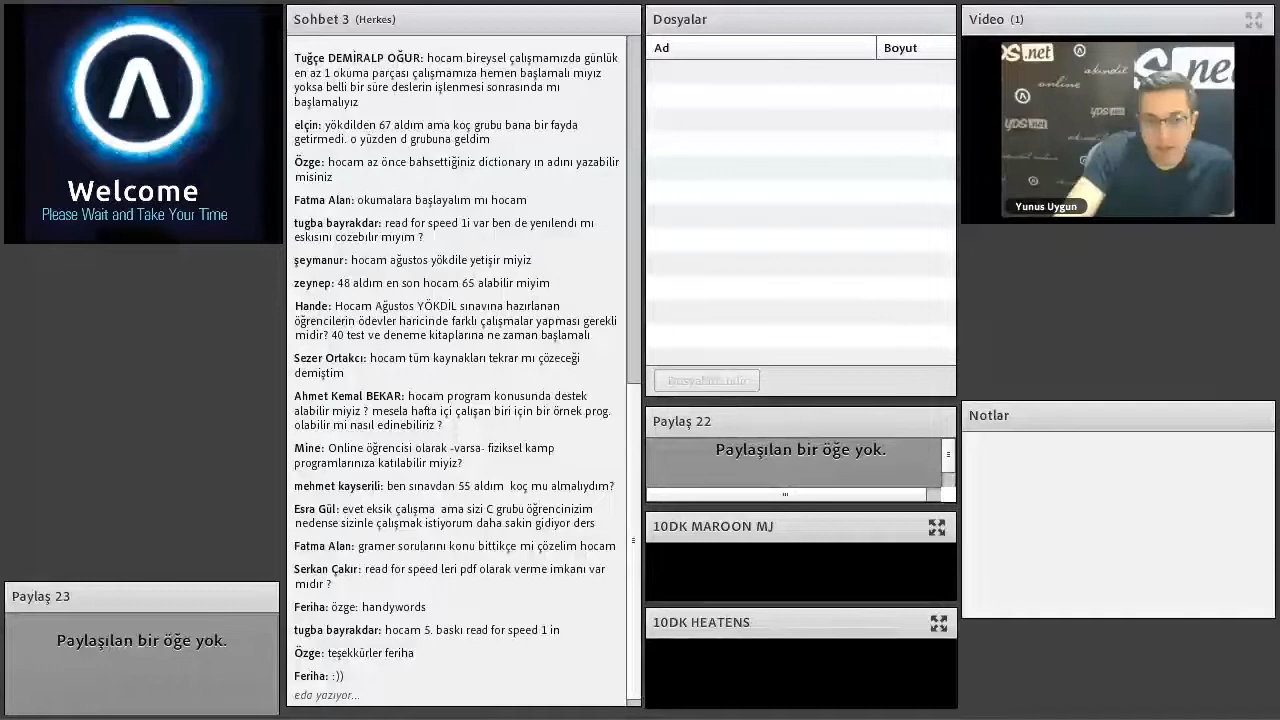 Welcome
Please Wait and Take Your Time
Sohbet 3 (Herkes)
Tuğçe DEMİRALP OĞUR: hocam bireysel çalışmamızda günlük
en az 1 okuma parçası çalışmamıza hemen başlamalı mıyız
yoksa belli bir süre deslerin işlenmesi sonrasında mı
başlamalıyız
elçin: yökdilden 67 aldım ama koç grubu bana bir fayda
getirmedi. o yüzden d grubuna geldim
Özge: hocam az önce bahsettiğiniz dictionary ın adını yazabilir
misiniz
Fatma Alan: okumalara başlayalım mı hocam
tugba bayrakdar: read for speed 1i var ben de yenılendı mı
eskısını cozebılır mıyım ?
şeymanur: hocam ağustos yökdile yetişir miyiz
zeynep: 48 aldım en son hocam 65 alabilir miyim
Hande: Hocam Ağustos YÖKDİL sınavına hazırlanan
öğrencilerin ödevler haricinde farklı çalışmalar yapması gerekli
midir? 40 test ve deneme kitaplarına ne zaman başlamalı
Sezer Ortakcı: hocam tüm kaynakları tekrar mı çözeceği
demiştim
Ahmet Kemal BEKAR: hocam program konusunda destek
alabilir miyiz ? mesela hafta içi çalışan biri için bir örnek prog.
olabilir mi nasıl edinebiliriz ?
Mine: Online öğrencisi olarak -varsa- fiziksel kamp
programlarınıza katılabilir miyiz?
mehmet kayserili: ben sınavdan 55 aldım  koç mu almalıydım?
Esra Gül: evet eksik çalışma  ama sizi C grubu öğrencinizim
nedense sizinle çalışmak istiyorum daha sakin gidiyor ders
Fatma Alan: gramer sorularını konu bittikçe mi çözelim hocam
Serkan Çakır: read for speed leri pdf olarak verme imkanı var
mıdır ?
Feriha: özge: handywords
tugba bayrakdar: hocam 5. baskı read for speed 1 in
Özge: teşekkürler feriha
Feriha: :))
eda yazıyor...
Dosyalar
Ad
Boyut
Paylaş 22
Paylaşılan bir öğe yok.
10DK MAROON MJ
10DK HEATENS
Video (1)
YDS.net
online
akındil
YDS.net
Yunus Uygun
Notlar
Paylaş 23
Paylaşılan bir öğe yok.